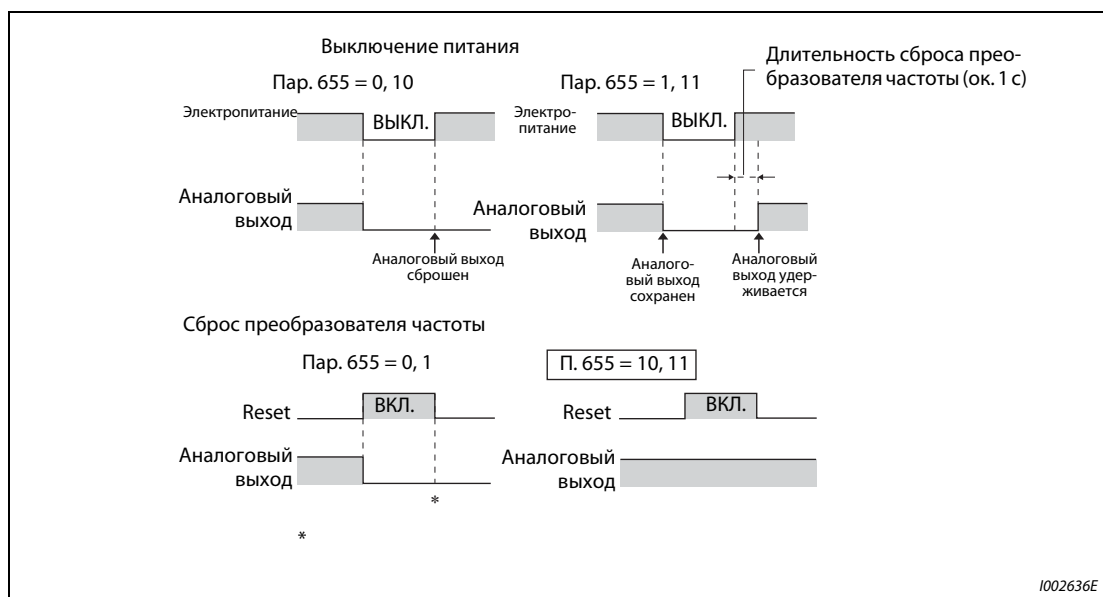 Выключение питания
Длительность сброса прео-
бразователя частоты (ок. 1 с)
Пар. 655 = 0, 10
Пар. 655 = 1, 11
Электропитание
ВЫКЛ.
Электро-
питание
ВЫКЛ.
Аналоговый
выход
Аналоговый
выход
Аналоговый выход
сброшен
Аналого-
вый выход
сохранен
Аналоговый
выход удер-
живается
Сброс преобразователя частоты
Пар. 655 = 0, 1
П. 655 = 10, 11
Reset
ВКЛ.
Reset
ВКЛ.
Аналоговый
выход
Аналоговый
выход
*
*
I002636E